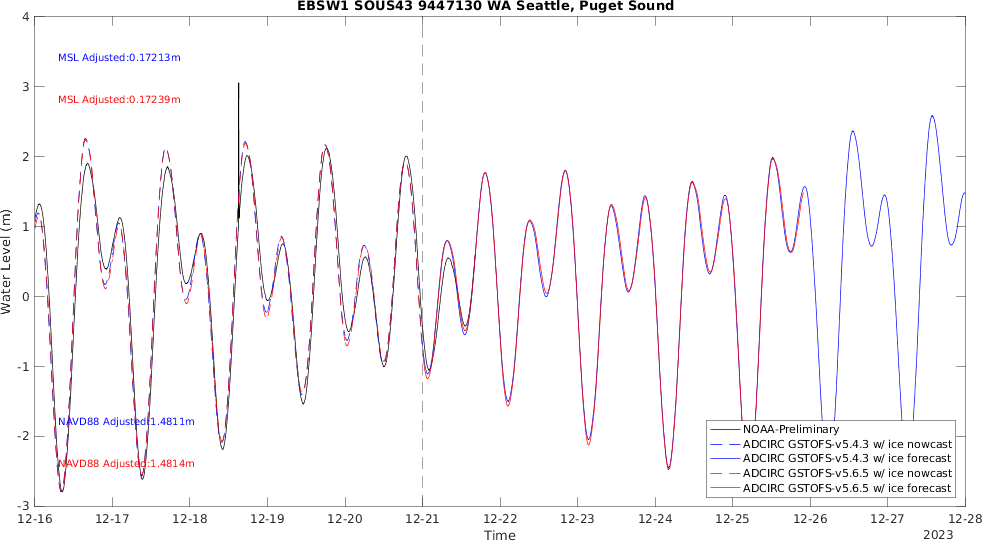 EBSW1 SOUS43 9447130 WA Seattle, Puget Sound
4
3
2
1
0
-1
-2
-3
Water Level (m)
MSL Adjusted:0.17213m
MSL Adjusted:0.17239m
NAVD88 Adjusted:1.4811m
NAVD88 Adjusted:1.4814m
NOAA-Preliminary
ADCIRC GSTOFS-v5.4.3 w/ ice nowcast
ADCIRC GSTOFS-v5.4.3 w/ ice forecast
ADCIRC GSTOFS-v5.6.5 w/ ice nowcast
ADCIRC GSTOFS-v5.6.5 w/ ice forecast
12-16 12-17 12-18 12-19 12-20 12-21 12-22 12-23 12-24 12-25 12-26 12-27 12-28
Time
2023